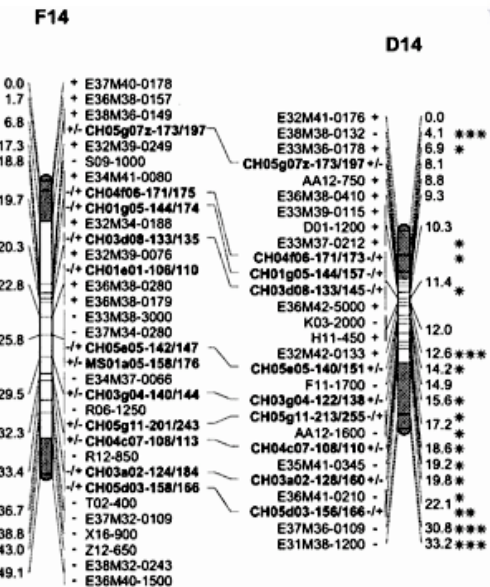 F14
D14
0.0
1.7
6.8
17.3
18.8
19.7
20.3
22.8
25.8
29.5
32.3
33.4
36.7
38.8
43.0
49.1
+ E37M40-0178
+ E36M38-0157
+ E38M36-0149
+/- CH05g07z-173/197
+ E32M39-0249
- S09-1000
+ E34M41-0080
-/+ CH04f06-171/175
-/+ CH01g05-144/174
+ E32M34-0188
-/+ CH03d08-133/135
+ E32M39-0076
-/+ CH01e01-106/110
+ E36M38-0280
+ E36M38-0179
- E33M38-3000
- E37M34-0280
-/+ CH05e05-142/147
+/- MS01a05-158/176
- E34M37-0066
+/- CH03g04-140/144
- R06-1250
+/- CH05g11-201/243
+/- CH04c07-108/113
- R12-850
-/+ CH03a02-124/184
-/+ CH05d03-158/166
- T02-400
- E37M32-0109
- X16-900
- Z12-650
- E38M32-0243
- E36M40-1500
E32M41-0176 +
E38M38-0132 -
E33M36-0178 +
CH05g07z-173/197 +/-
AA12-750 +
E36M38-0410 +
E33M39-0115 +
D01-1200 +
E33M37-0212 +
CH04f06-171/173 -/+
CH01g05-144/157 -/+
CH03d08-133/145 -/+
E36M42-5000 +
K03-2000 -
H11-450 +
E32M42-0133 +
CH05e05-140/151 +/-
F11-1700 -
CH03g04-122/138 +/-
CH05g11-213/255 -/+
AA12-1600 -
CH04c07-108/110 +/-
E35M41-0345 -
CH03a02-128/160 +/-
E36M41-0210 -
CH05d03-156/166 -/+
E37M36-0109 -
E31M38-1200 -
0.0
4.1 ***
6.9 *
8.1
8.8
9.3
10.3
*
*
11.4
*
12.0
12.6 ***
14.2 *
14.9
15.6 *
17.2 *
*
18.6 *
19.2 *
19.8 *
*
22.1
**
30.8 ***
33.2 ***